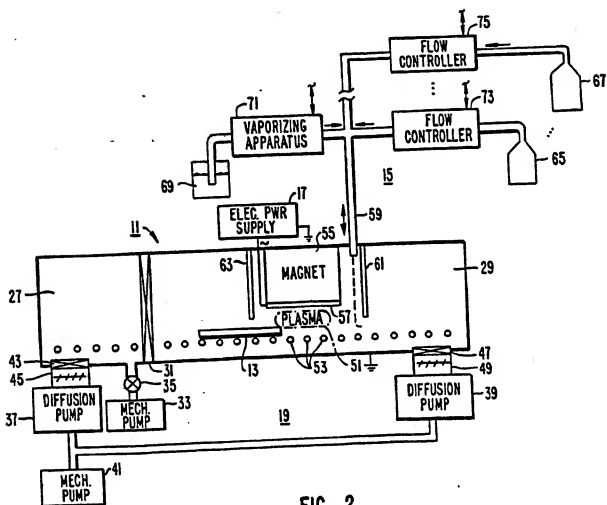 75
FLOW
CONTROLLER
67
71
73
VAPORIZING
APPARATUS
FLOW
CONTROLLER
69
65
17
15
ELEC. PWR
SUPPLY
59
11
55
63
MAGNET
61
27
29
57
PLASMA
43
45
13
53
51
47
49
31
35
37
DIFFUSION
PUMP
MECH.
PUMP
33
19
DIFFUSION
PUMP
39
MECH.
PUMP
41
FIG. 2